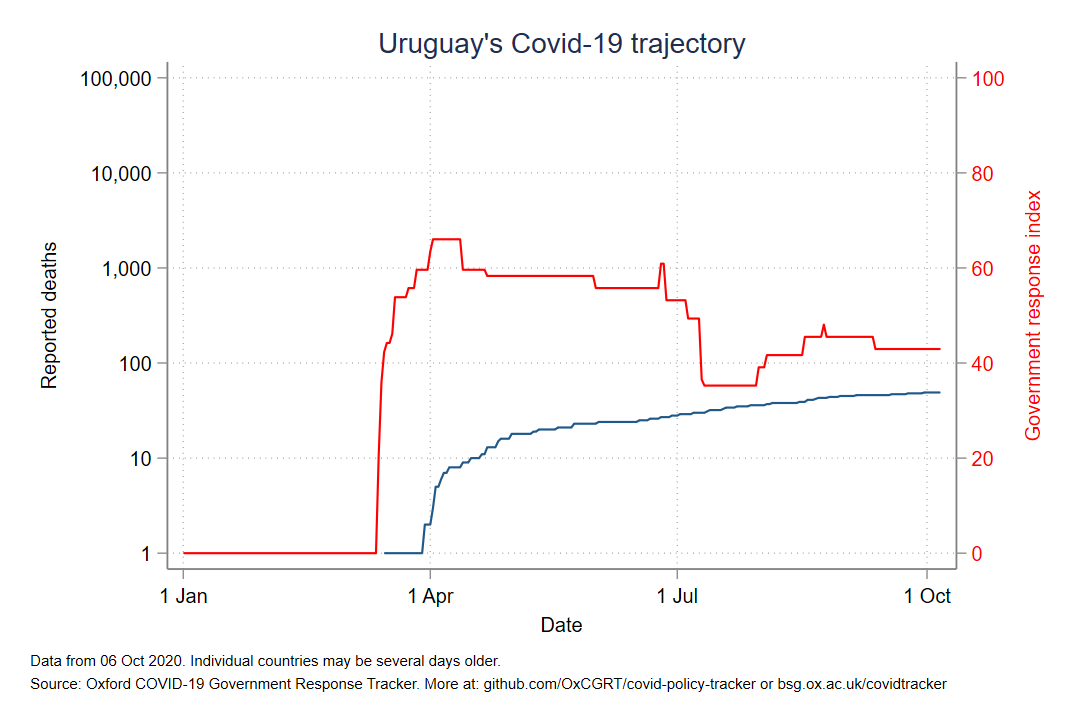 Uruguay's Covid-19 trajectory
100,000
10,000
1,000
100
10
1
Reported deaths
100
80
60
40
20
0
Government response index
1 Jan
1 Apr
1 Jul
1 Oct
Date
Data from 06 Oct 2020. Individual countries may be several days older.
Source: Oxford COVID-19 Government Response Tracker. More at: github.com/OxCGRT/covid-policy-tracker or bsg.ox.ac.uk/covidtracker